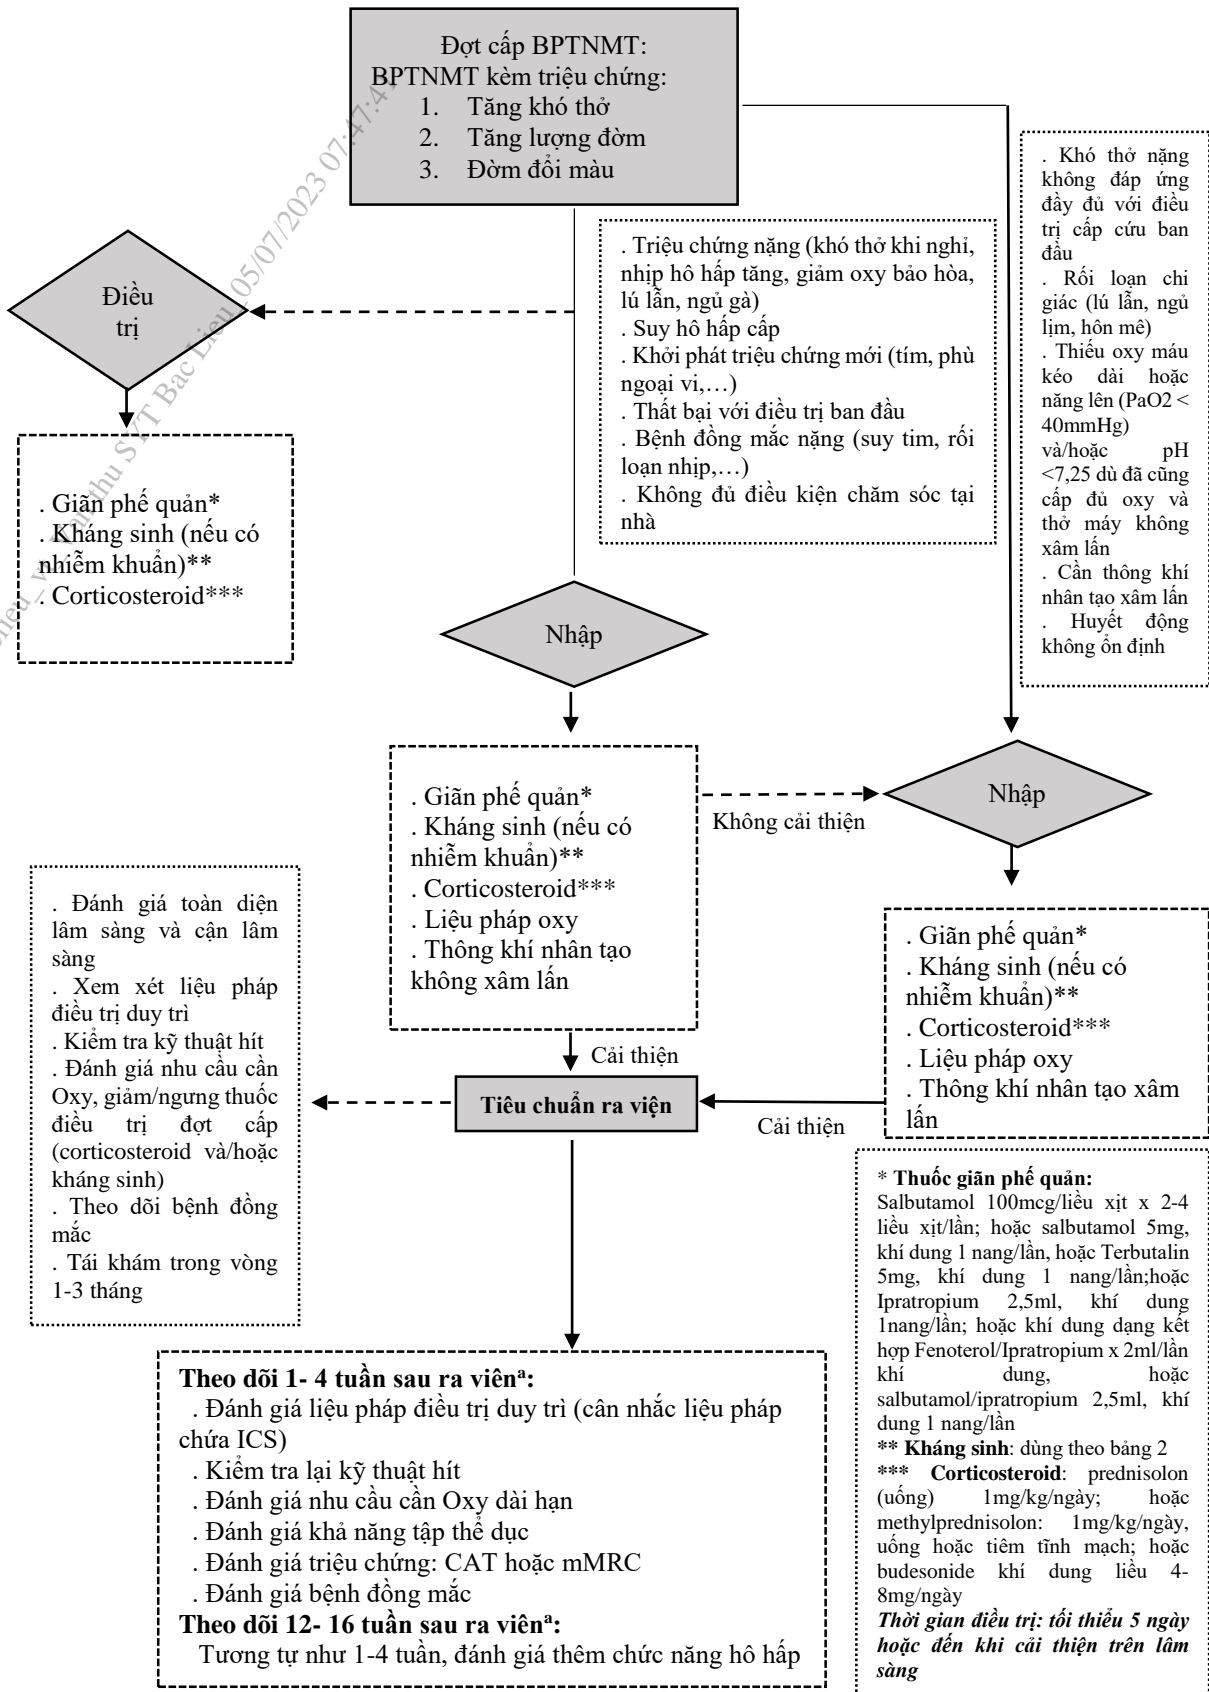 Đợt cấp BPTNMT:
BPTNMT kèm triệu chứng:
1. Tăng khó thở
2. Tăng lượng đờm
3. Đờm đổi màu
. Khó thở nặng
không đáp ứng
đầy đủ với điều
trị cấp cứu ban
đầu
. Rối loạn chi
giác (lú lẫn, ngủ
lịm, hôn mê)
. Thiếu oxy máu
kéo dài hoặc
năng lên (PaO2 <
40mmHg)
và/hoặc pH
<7,25 dù đã cũng
cấp đủ oxy và
thở máy không
xâm lấn
. Cần thông khí
nhân tạo xâm lấn
. Huyết động
không ổn định
. Triệu chứng nặng (khó thở khi nghỉ,
nhịp hô hấp tăng, giảm oxy bảo hòa,
lú lẫn, ngủ gà)
. Suy hô hấp cấp
. Khởi phát triệu chứng mới (tím, phù
ngoại vi,…)
. Thất bại với điều trị ban đầu
. Bệnh đồng mắc nặng (suy tim, rối
loạn nhịp,…)
. Không đủ điều kiện chăm sóc tại
nhà
Điều
trị
. Giãn phế quản*
. Kháng sinh (nếu có
nhiễm khuẩn)**
. Corticosteroid***
Nhập
. Giãn phế quản*
. Kháng sinh (nếu có
nhiễm khuẩn)**
. Corticosteroid***
. Liệu pháp oxy
. Thông khí nhân tạo
không xâm lấn
Không cải thiện
Nhập
. Giãn phế quản*
. Kháng sinh (nếu có
nhiễm khuẩn)**
. Corticosteroid***
. Liệu pháp oxy
. Thông khí nhân tạo xâm
lấn
Cải thiện
Tiêu chuẩn ra viện
Cải thiện
. Đánh giá toàn diện
lâm sàng và cận lâm
sàng
. Xem xét liệu pháp
điều trị duy trì
. Kiểm tra kỹ thuật hít
. Đánh giá nhu cầu cần
Oxy, giảm/ngưng thuốc
điều trị đợt cấp
(corticosteroid và/hoặc
kháng sinh)
. Theo dõi bệnh đồng
mắc
. Tái khám trong vòng
1-3 tháng
* Thuốc giãn phế quản:
Salbutamol 100mcg/liều xịt x 2-4
liều xịt/lần; hoặc salbutamol 5mg,
khí dung 1 nang/lần, hoặc Terbutalin
5mg, khí dung 1 nang/lần;hoặc
Ipratropium 2,5ml, khí dung
1nang/lần; hoặc khí dung dạng kết
hợp Fenoterol/Ipratropium x 2ml/lần
khí dung, hoặc
salbutamol/ipratropium 2,5ml, khí
dung 1 nang/lần
** Kháng sinh: dùng theo bảng 2
*** Corticosteroid: prednisolon
(uống) 1mg/kg/ngày; hoặc
methylprednisolon: 1mg/kg/ngày,
uống hoặc tiêm tĩnh mạch; hoặc
budesonide khí dung liều 4-
8mg/ngày
Thời gian điều trị: tối thiểu 5 ngày
hoặc đến khi cải thiện trên lâm
sàng
Theo dõi 1- 4 tuần sau ra viênª:
. Đánh giá liệu pháp điều trị duy trì (cân nhắc liệu pháp
chứa ICS)
. Kiểm tra lại kỹ thuật hít
. Đánh giá nhu cầu cần Oxy dài hạn
. Đánh giá khả năng tập thể dục
. Đánh giá triệu chứng: CAT hoặc mMRC
. Đánh giá bệnh đồng mắc
Theo dõi 12- 16 tuần sau ra viênª:
Tương tự như 1-4 tuần, đánh giá thêm chức năng hô hấp
SYT Bac Lieu_05/07/2023 07:47:4